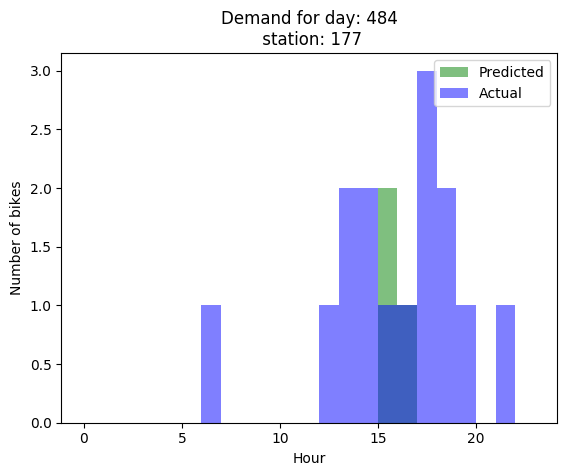 Demand for day: 484
station: 177
Predicted
Actual
3.0
2.5
2.0
1.5
1.0
0.5
0.0
Number of bikes
0
5
10
15
20
Hour